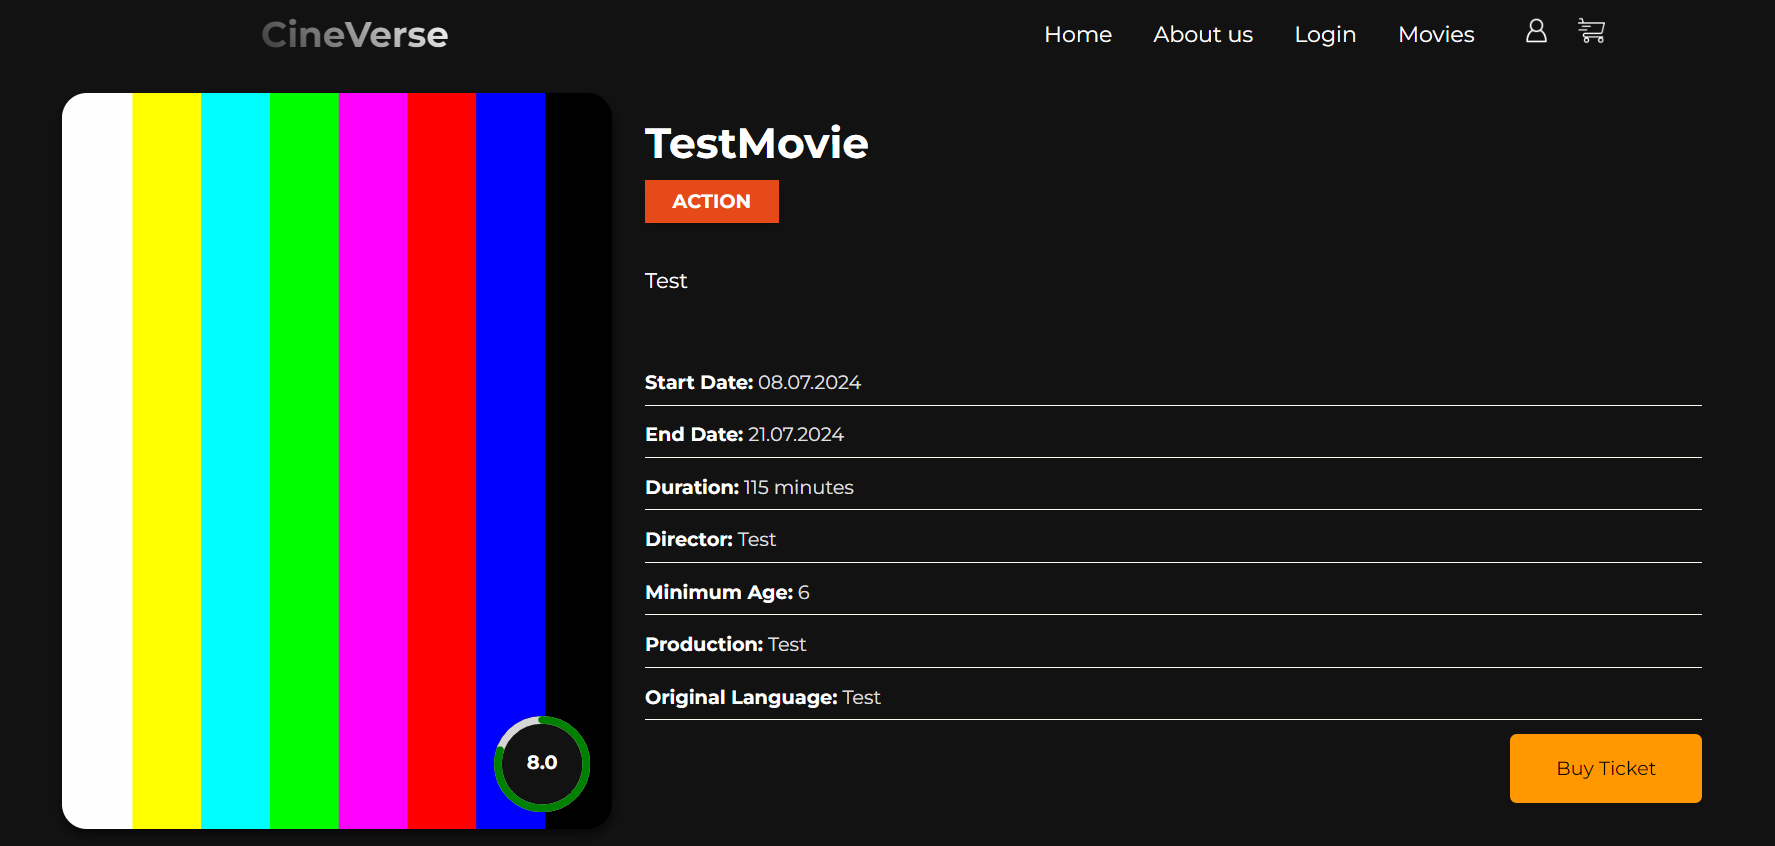 CineVerse
Home About us Login Movies
TestMovie
ACTION
Test
Start Date: 08.07.2024
End Date: 21.07.2024
Duration: 115 minutes
Director: Test
Minimum Age: 6
Production: Test
Original Language: Test
8.0
Buy Ticket